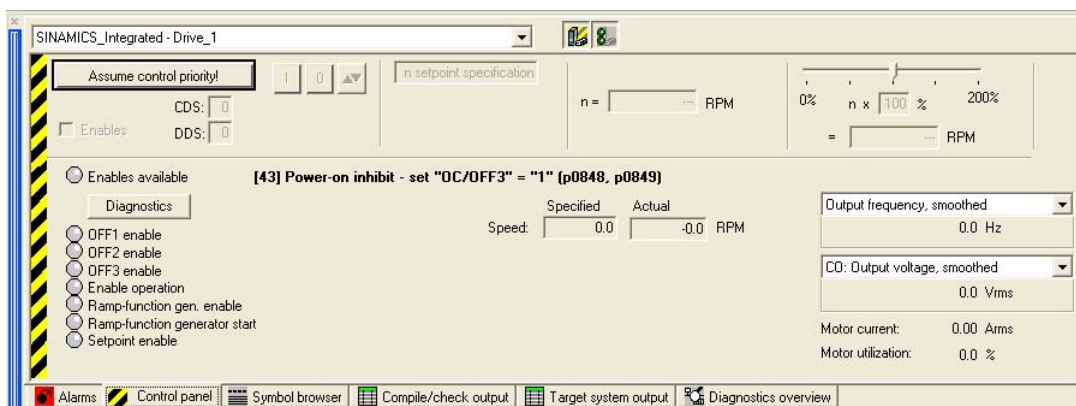 SINAMICS_Integrated - Drive_1
Assume control priority!
I
0
n setpoint specification
CDS: 0
Enables
DDS: 0
n = --- RPM
0% n x 100 % 200%
= --- RPM
Enables available
[43] Power-on inhibit - set "OC/OFF3" = "1" (p0848, p0849)
Diagnostics
Specified Actual
Speed: 0.0 -0.0 RPM
OFF1 enable
OFF2 enable
OFF3 enable
Enable operation
Ramp-function gen. enable
Ramp-function generator start
Setpoint enable
Output frequency, smoothed
0.0 Hz
CO: Output voltage, smoothed
0.0 Vrms
Motor current: 0.00 Arms
Motor utilization: 0.0 %
Alarms
Control panel
Symbol browser
Compile/check output
Target system output
Diagnostics overview